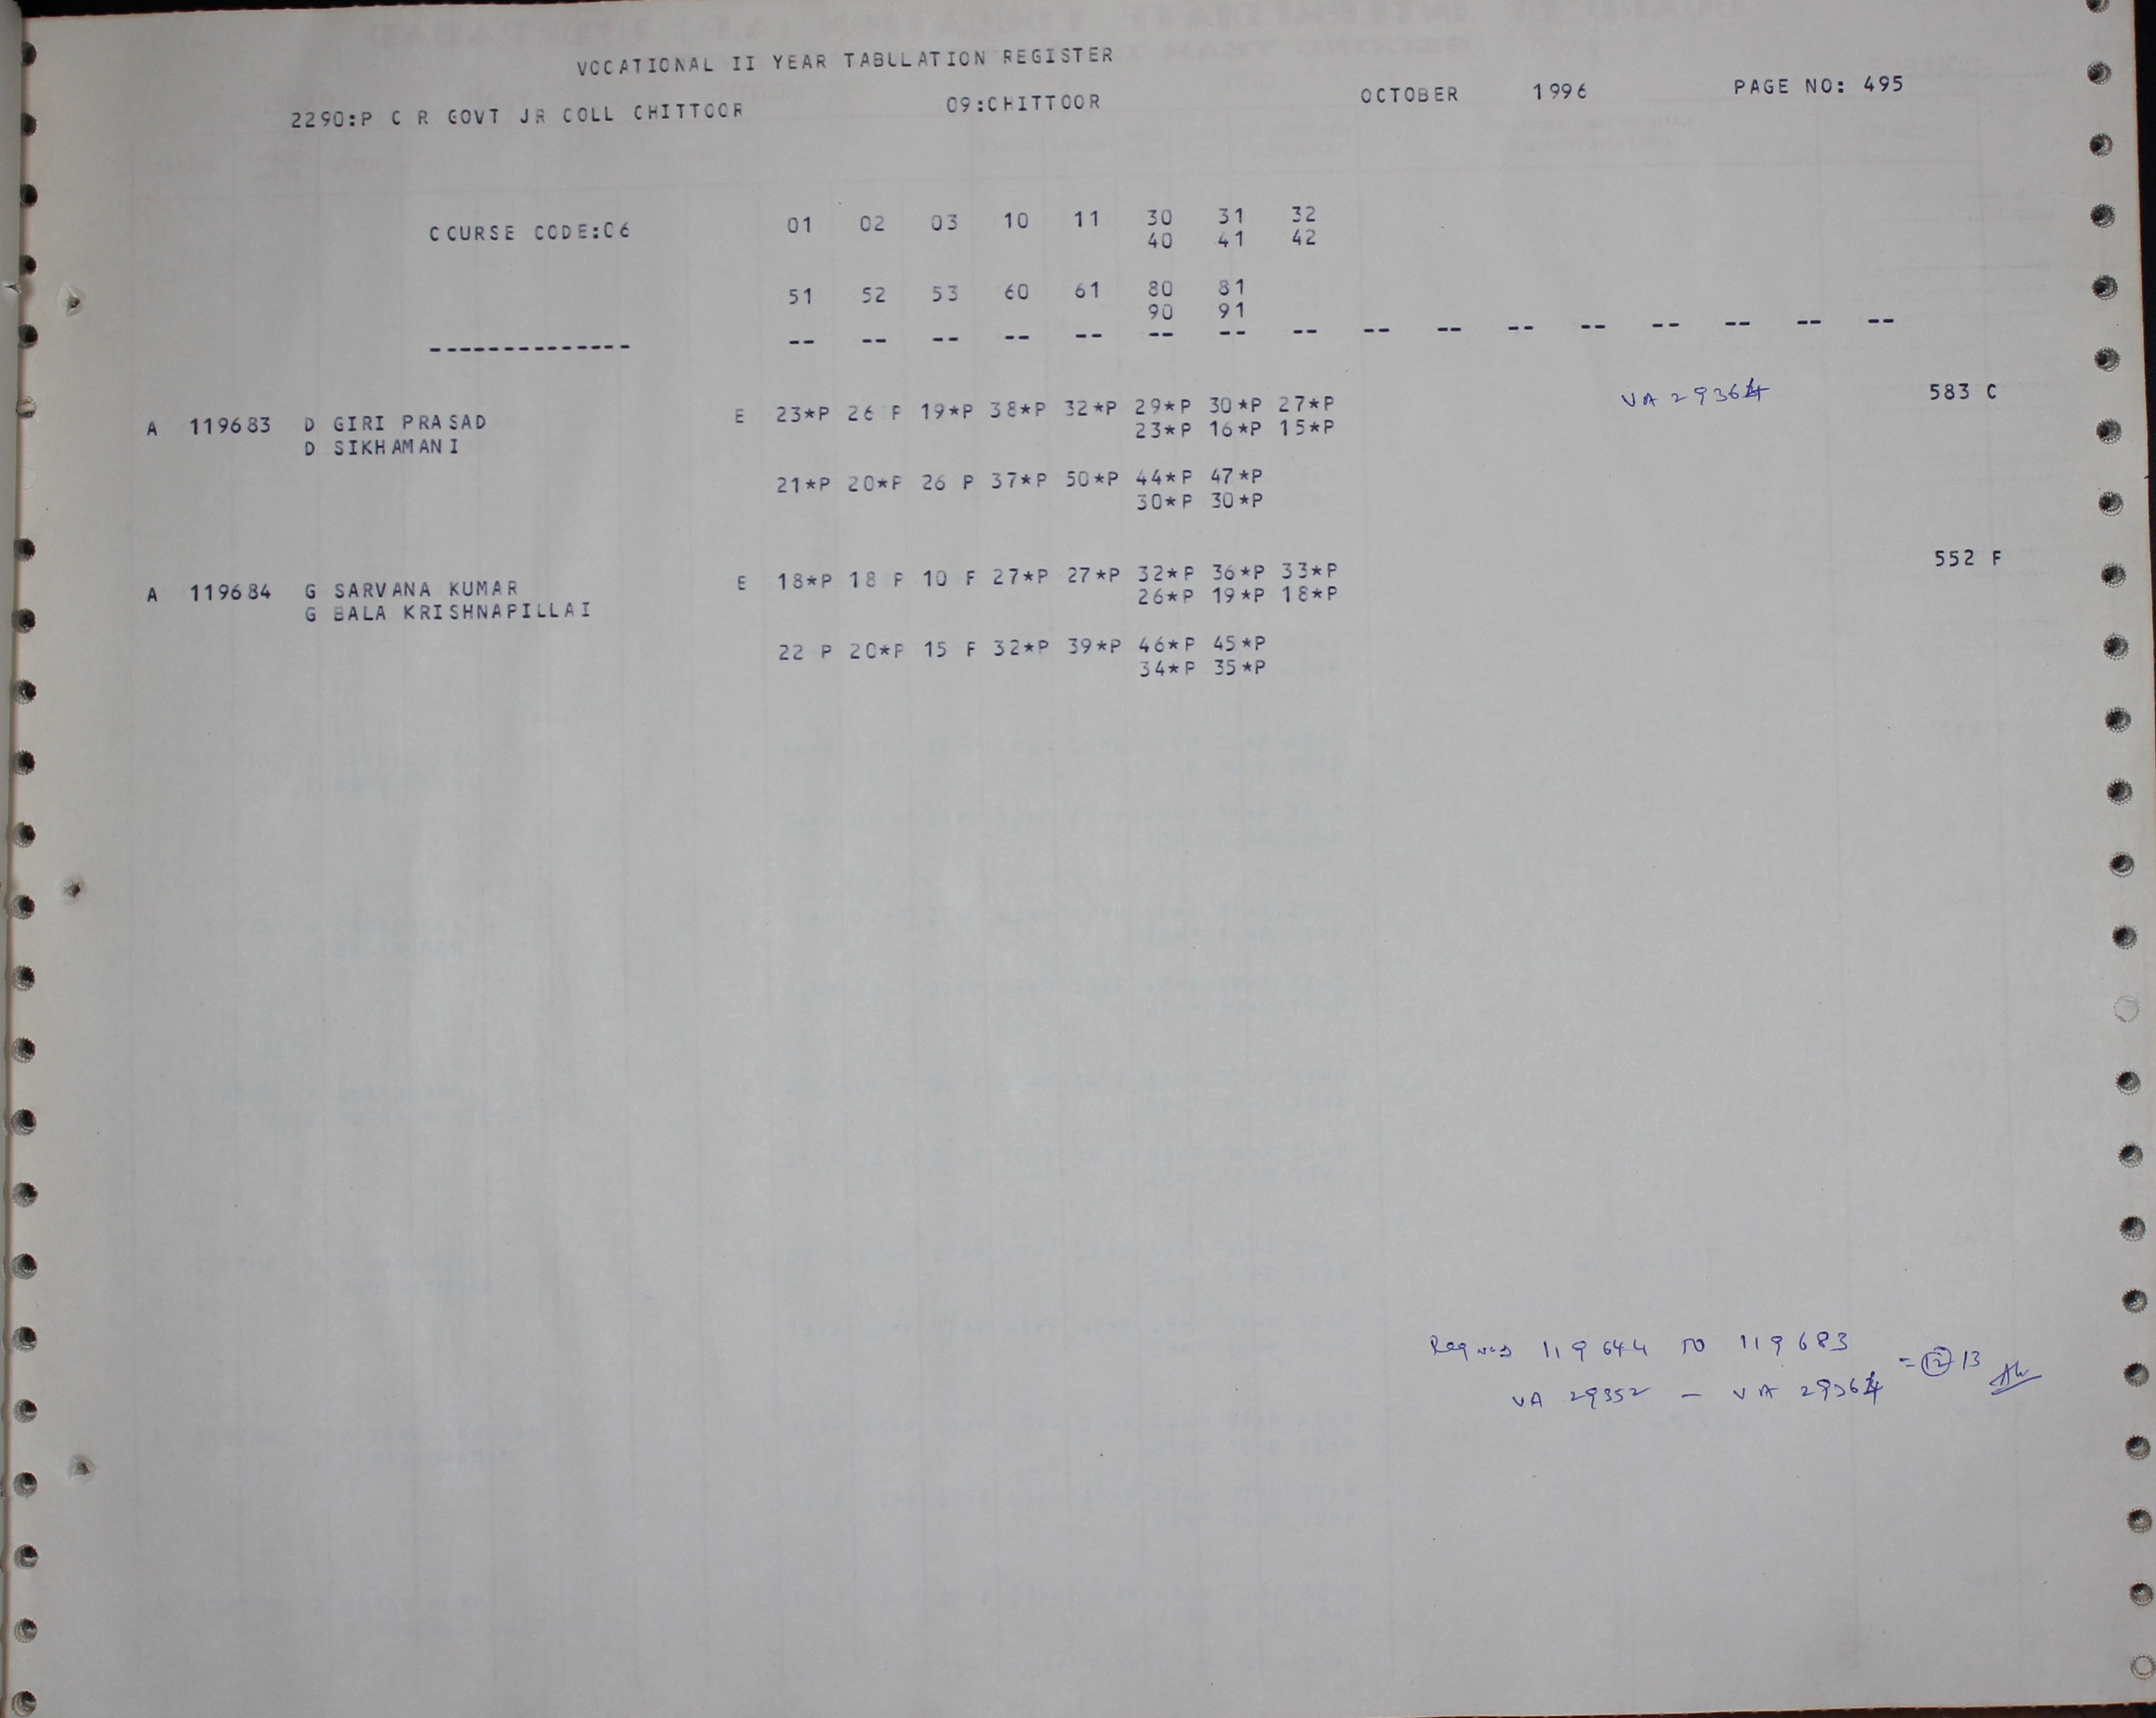 VOCATIONAL II YEAR TABULATION REGISTER
2290:P C R GOVT JR COLL CHITTOOR 09:CHITTOOR OCTOBER 1996 PAGE NO: 495
COURSE CODE:06 01 02 03 10 11 30 31 32
40 41 42
51 52 53 60 61 80 81
90 91
-------------- -- -- -- -- -- -- -- -- -- -- -- -- -- -- -- --
A 119683 D GIRI PRASAD E 23*P 26 P 19*P 38*P 32*P 29*P 30*P 27*P VA 29364 583 C
D SIKHAMANI 23*P 16*P 15*P
21*P 20*P 26 P 37*P 50*P 44*P 47*P
30*P 30*P
A 119684 G SARVANA KUMAR E 18*P 18 P 10 F 27*P 27*P 32*P 36*P 33*P 552 F
G BALA KRISHNAPILLAI 26*P 19*P 18*P
22 P 20*P 15 F 32*P 39*P 46*P 45*P
34*P 35*P
119644 TO 119683
VA 29352 - VA 29364 = 12 13